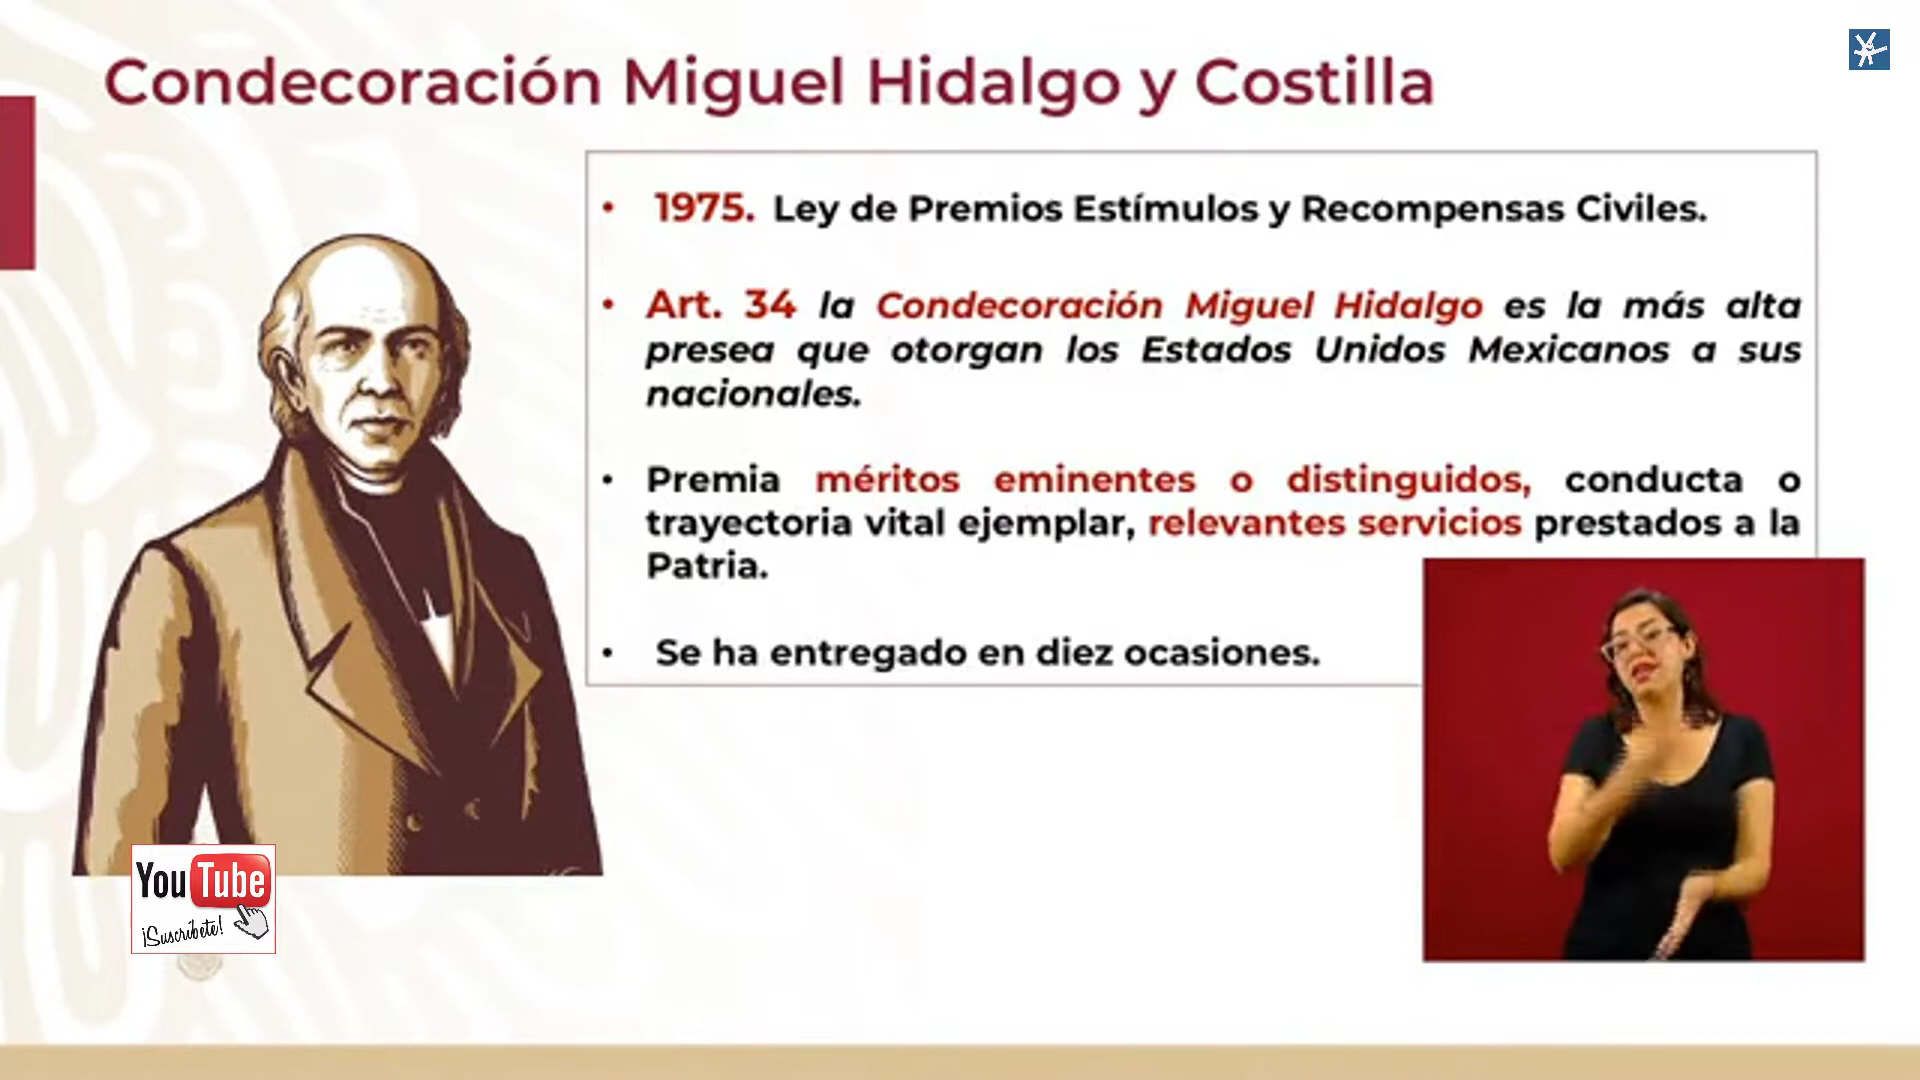 Condecoración Miguel Hidalgo y Costilla
• 1975. Ley de Premios Estímulos y Recompensas Civiles.
• Art. 34 la Condecoración Miguel Hidalgo es la más alta
presea que otorgan los Estados Unidos Mexicanos a sus
nacionales.
• Premia méritos eminentes o distinguidos, conducta o
trayectoria vital ejemplar, relevantes servicios prestados a la
Patria.
• Se ha entregado en diez ocasiones.
YouTube
¡Suscríbete!